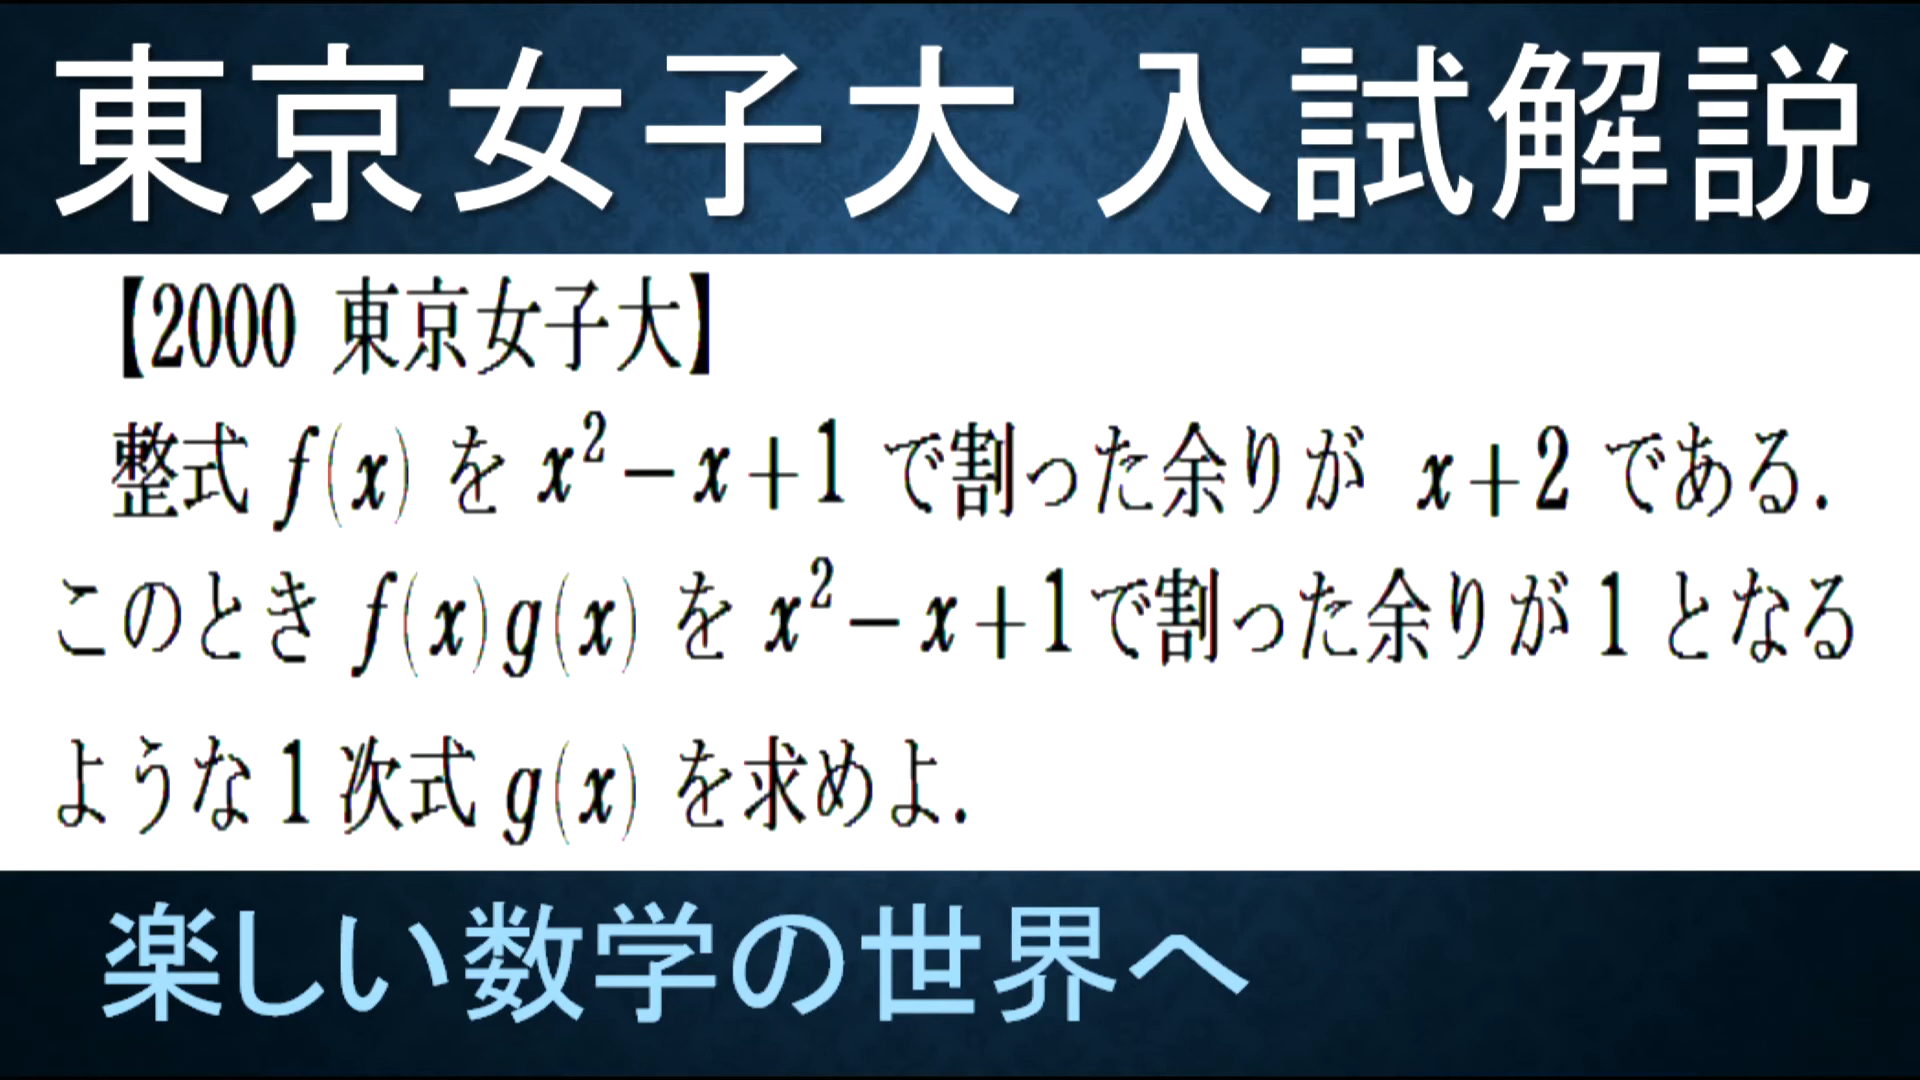 東京女子大 入試解説
【2000 東京女子大】
整式 f(x) を x²−x+1 で割った余りが x+2 である.
このとき f(x)g(x) を x²−x+1で割った余りが 1 となる
ような 1 次式 g(x) を求めよ.
楽しい数学の世界へ